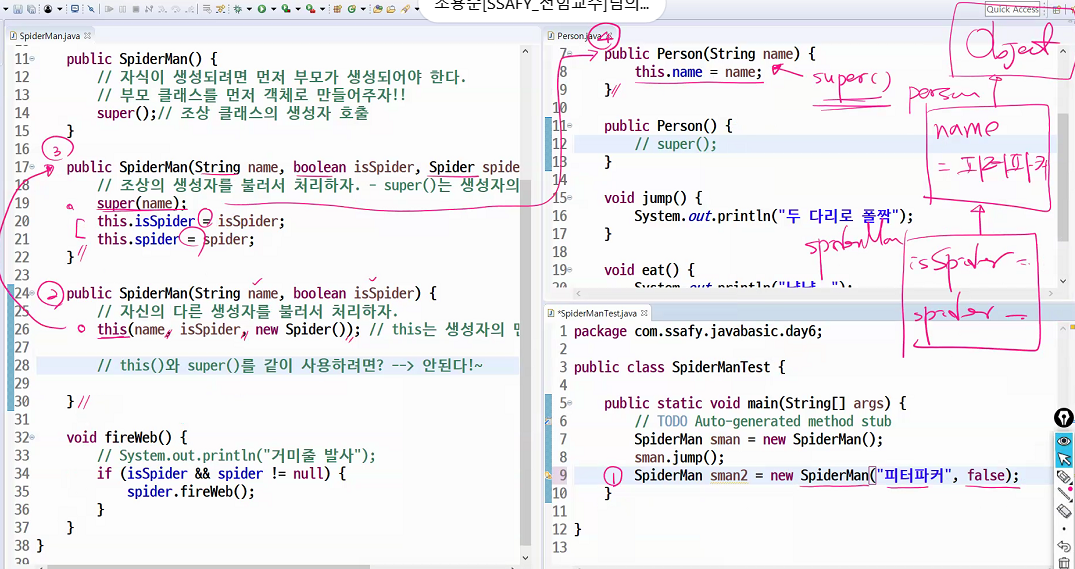 조용준[SSAFY_전임교수]님의...
Quick Access
SpiderMan.java
11 public SpiderMan() {
12 // 자식이 생성되려면 먼저 부모가 생성되어야 한다.
13 // 부모 클래스를 먼저 객체로 만들어주자!!
14 super();// 조상 클래스의 생성자 호출
15 }
16
③
17 public SpiderMan(String name, boolean isSpider, Spider spide
18 // 조상의 생성자를 불러서 처리하자. - super()는 생성자의
19 super(name);
20 this.isSpider = isSpider;
21 this.spider = spider;
22 }
23
②
24 public SpiderMan(String name, boolean isSpider) {
25 // 자신의 다른 생성자를 불러서 처리하자.
26 this(name, isSpider, new Spider()); // this는 생성자의 맨
27
28 // this()와 super()를 같이 사용하려면? --> 안된다!~
29
30 }
31
32 void fireWeb() {
33 // System.out.println("거미줄 발사");
34 if (isSpider && spider != null) {
35 spider.fireWeb();
36 }
37 }
38 }
39
Person.java
④
7 public Person(String name) {
8 this.name = name;
9 }
10
11 public Person() {
12 // super();
13 }
14
15 void jump() {
16 System.out.println("두 다리로 폴짝");
17 }
18
19 void eat() {
20 System.out.println("냠냠
super()
Object
person
name
= 피터파커
spiderMan
isSpider =
spider =
*SpiderManTest.java
1 package com.ssafy.javabasic.day6;
2
3 public class SpiderManTest {
4
5 public static void main(String[] args) {
6 // TODO Auto-generated method stub
7 SpiderMan sman = new SpiderMan();
8 sman.jump();
9 ① SpiderMan sman2 = new SpiderMan("피터파커", false);
10 }
11
12 }
13